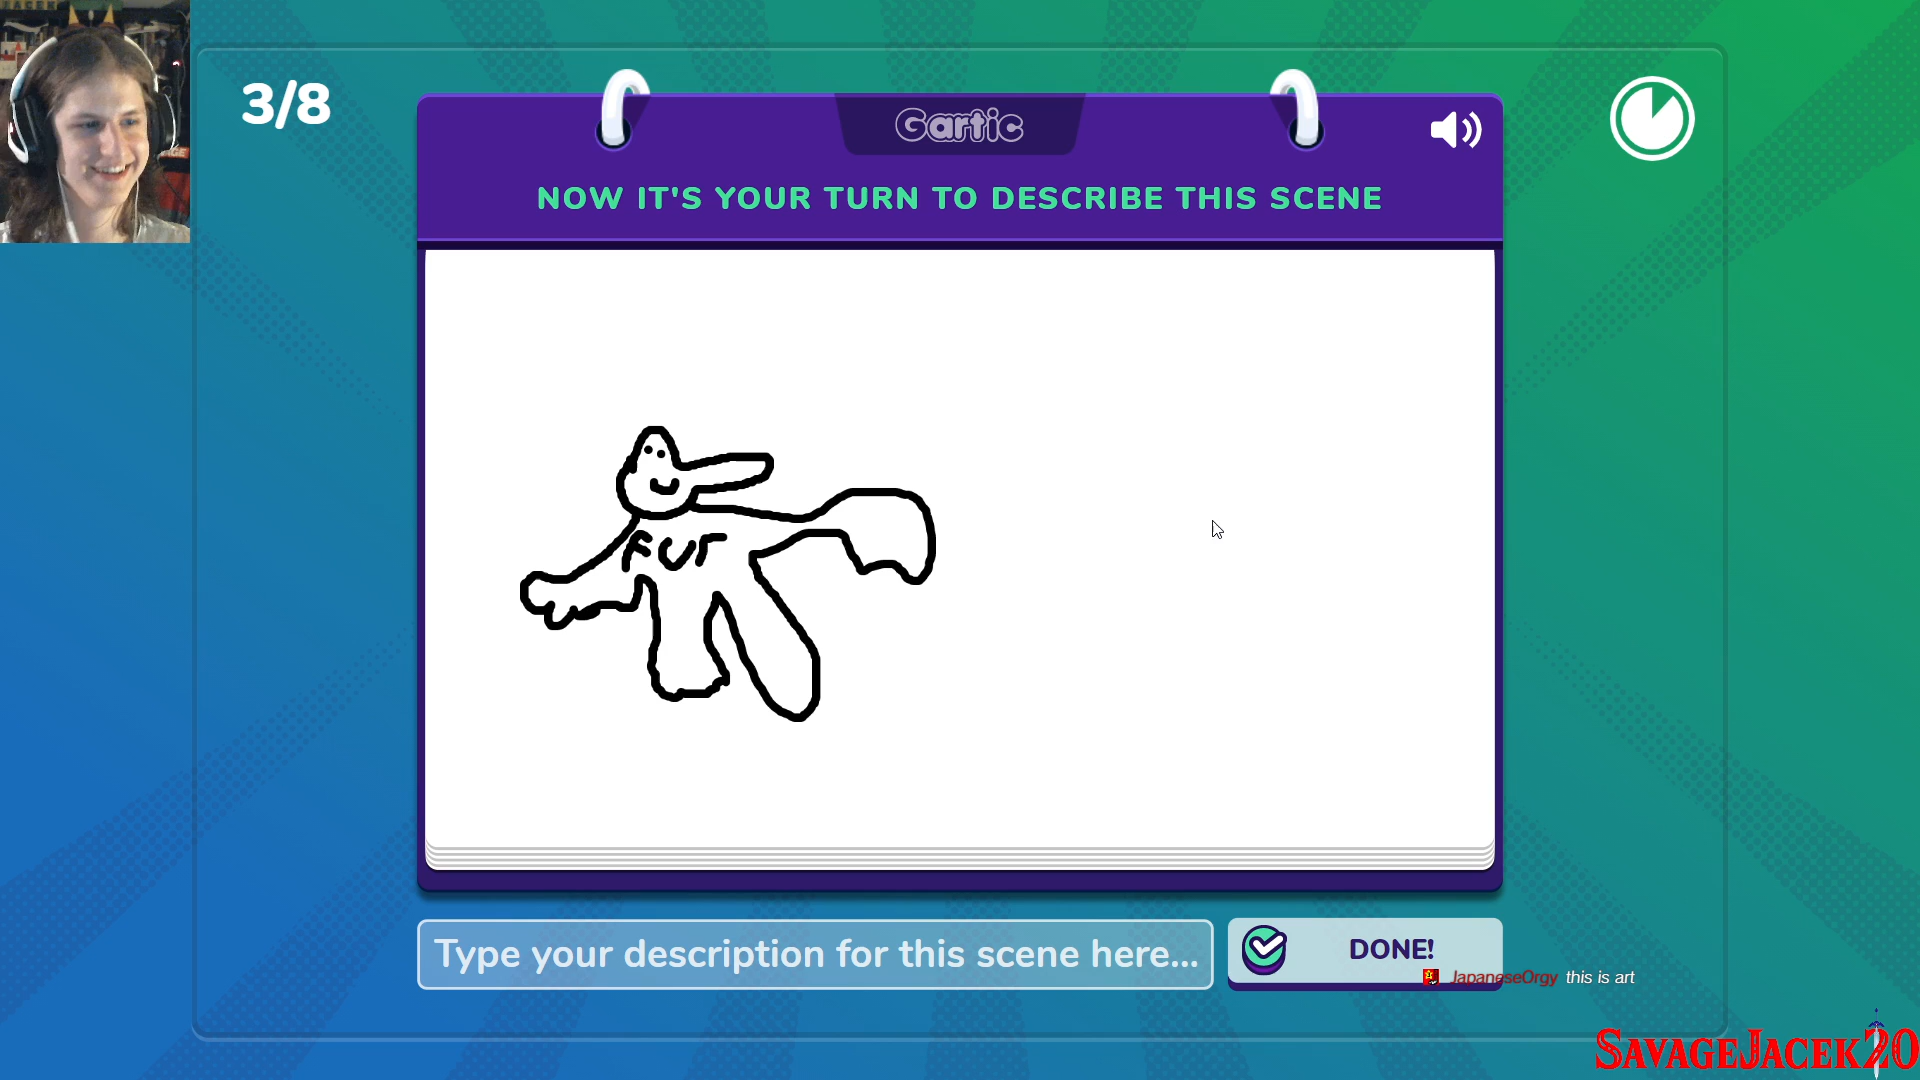 3/8
Gartic
NOW IT'S YOUR TURN TO DESCRIBE THIS SCENE
FUr
Type your description for this scene here...
DONE!
JapaneseOrgy this is art
SAVAGEJACEK20